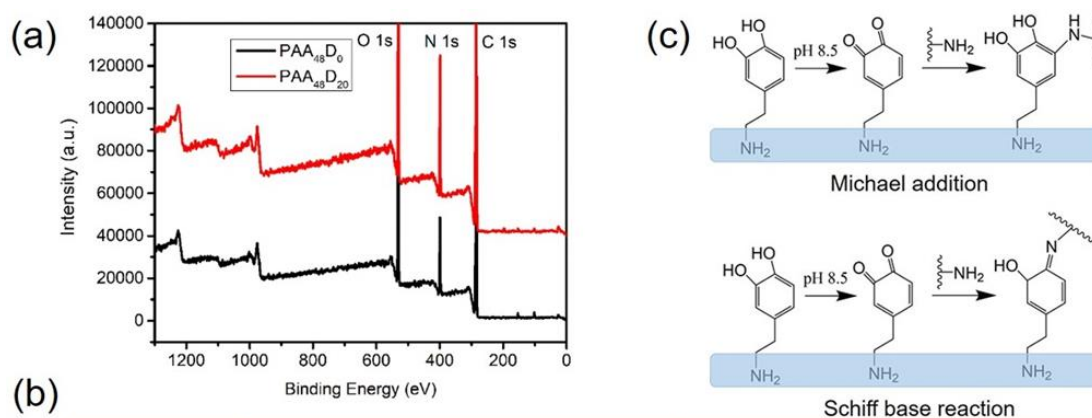 (a)
140000
120000
100000
80000
60000
40000
20000
0
Intensity (a.u.)
PAA₄₈D₀
PAA₄₈D₂₀
O 1s
N 1s
C 1s
1200
1000
800
600
400
200
0
Binding Energy (eV)
(b)
(c)
HO
HO
NH₂
pH 8.5
O
O
NH₂
NH₂
HO
HO
H
N
NH₂
Michael addition
HO
HO
NH₂
pH 8.5
O
O
NH₂
NH₂
N
HO
NH₂
Schiff base reaction